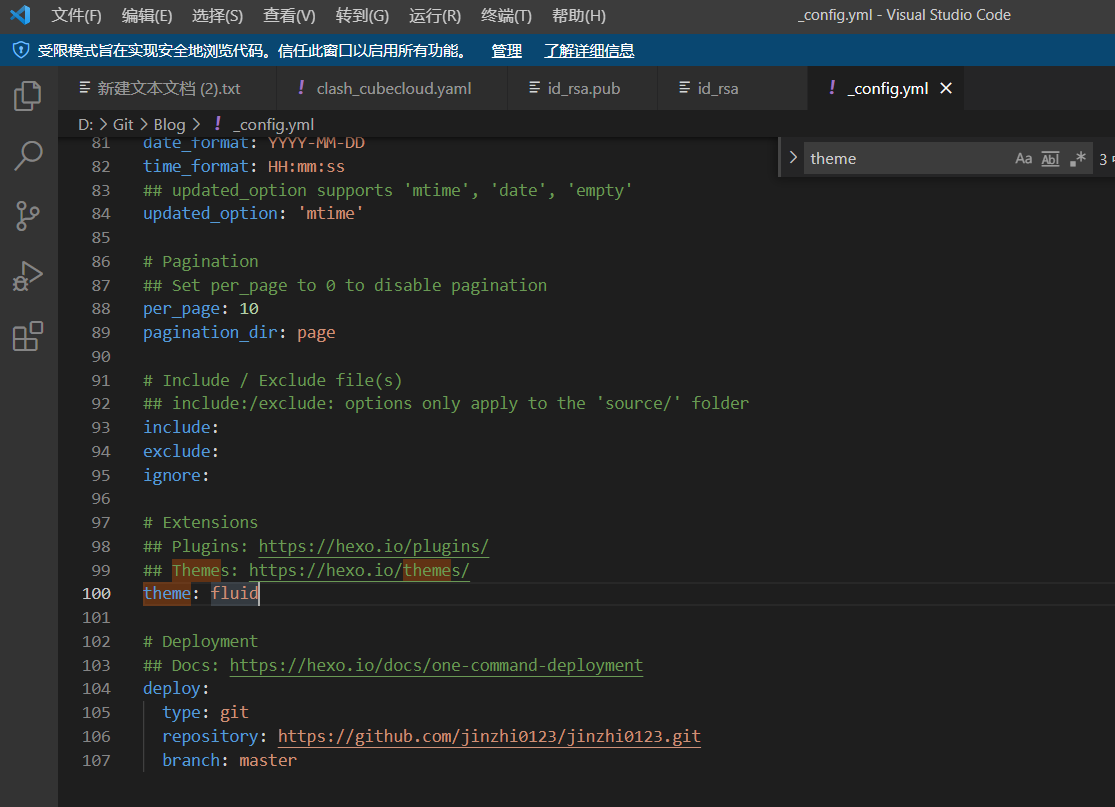 文件(F) 编辑(E) 选择(S) 查看(V) 转到(G) 运行(R) 终端(T) 帮助(H) _config.yml - Visual Studio Code
受限模式旨在实现安全地浏览代码。信任此窗口以启用所有功能。 管理 了解详细信息
新建文本文档 (2).txt ! clash_cubecloud.yaml id_rsa.pub id_rsa ! _config.yml ×
D: > Git > Blog > ! _config.yml
theme Aa Abl .* 3
81 date_format: YYYY-MM-DD
82 time_format: HH:mm:ss
83 ## updated_option supports 'mtime', 'date', 'empty'
84 updated_option: 'mtime'
85
86 # Pagination
87 ## Set per_page to 0 to disable pagination
88 per_page: 10
89 pagination_dir: page
90
91 # Include / Exclude file(s)
92 ## include:/exclude: options only apply to the 'source/' folder
93 include:
94 exclude:
95 ignore:
96
97 # Extensions
98 ## Plugins: https://hexo.io/plugins/
99 ## Themes: https://hexo.io/themes/
100 theme: fluid
101
102 # Deployment
103 ## Docs: https://hexo.io/docs/one-command-deployment
104 deploy:
105 type: git
106 repository: https://github.com/jinzhi0123/jinzhi0123.git
107 branch: master